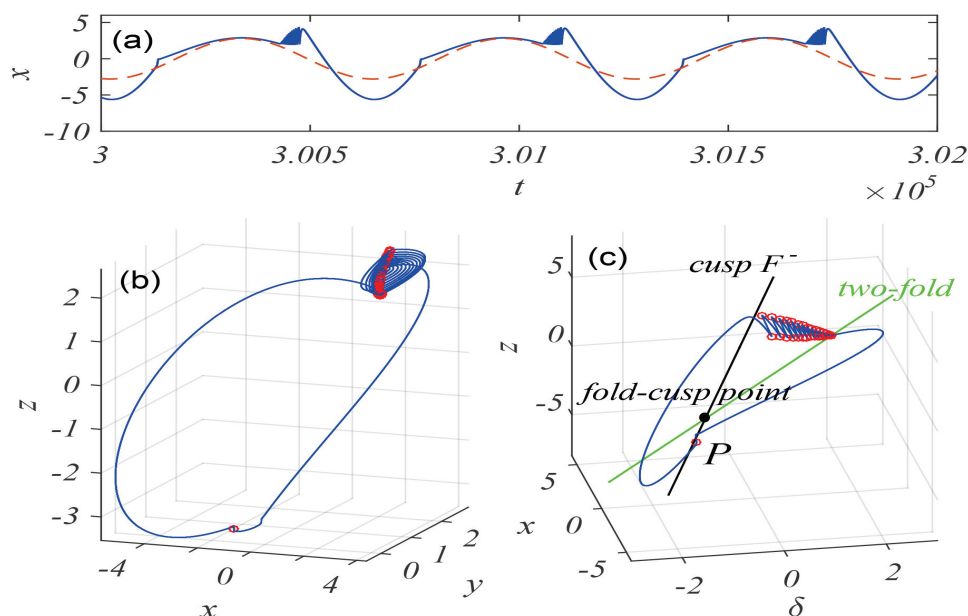 (a)
5
0
-5
-10
x
3 3.005 3.01 3.015 3.02
t
×10⁵
(b)
2
1
0
-1
-2
-3
z
-4 0 4
x
0 1 2
y
(c)
cusp F⁻
two-fold
fold-cusp point
P
5
0
-5
z
5
0
-5
x
-2 0 2
δ